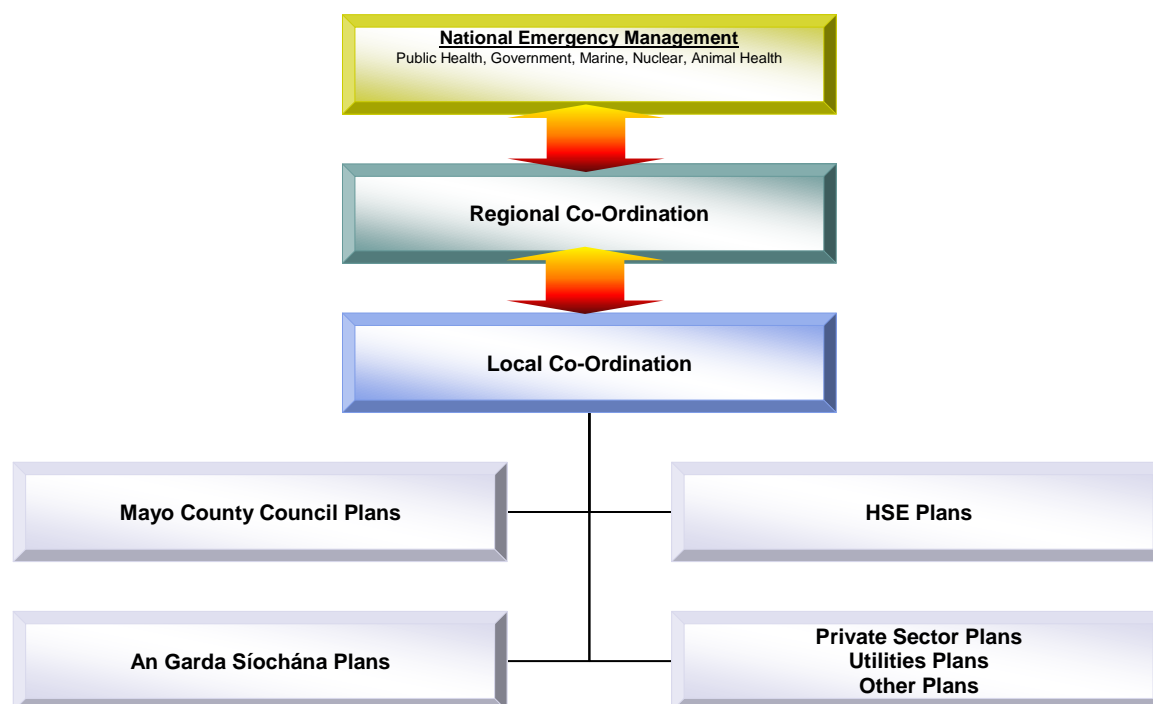 National Emergency Management
Public Health, Government, Marine, Nuclear, Animal Health
Regional Co-Ordination
Local Co-Ordination
Mayo County Council Plans
HSE Plans
An Garda Síochána Plans
Private Sector Plans
Utilities Plans
Other Plans